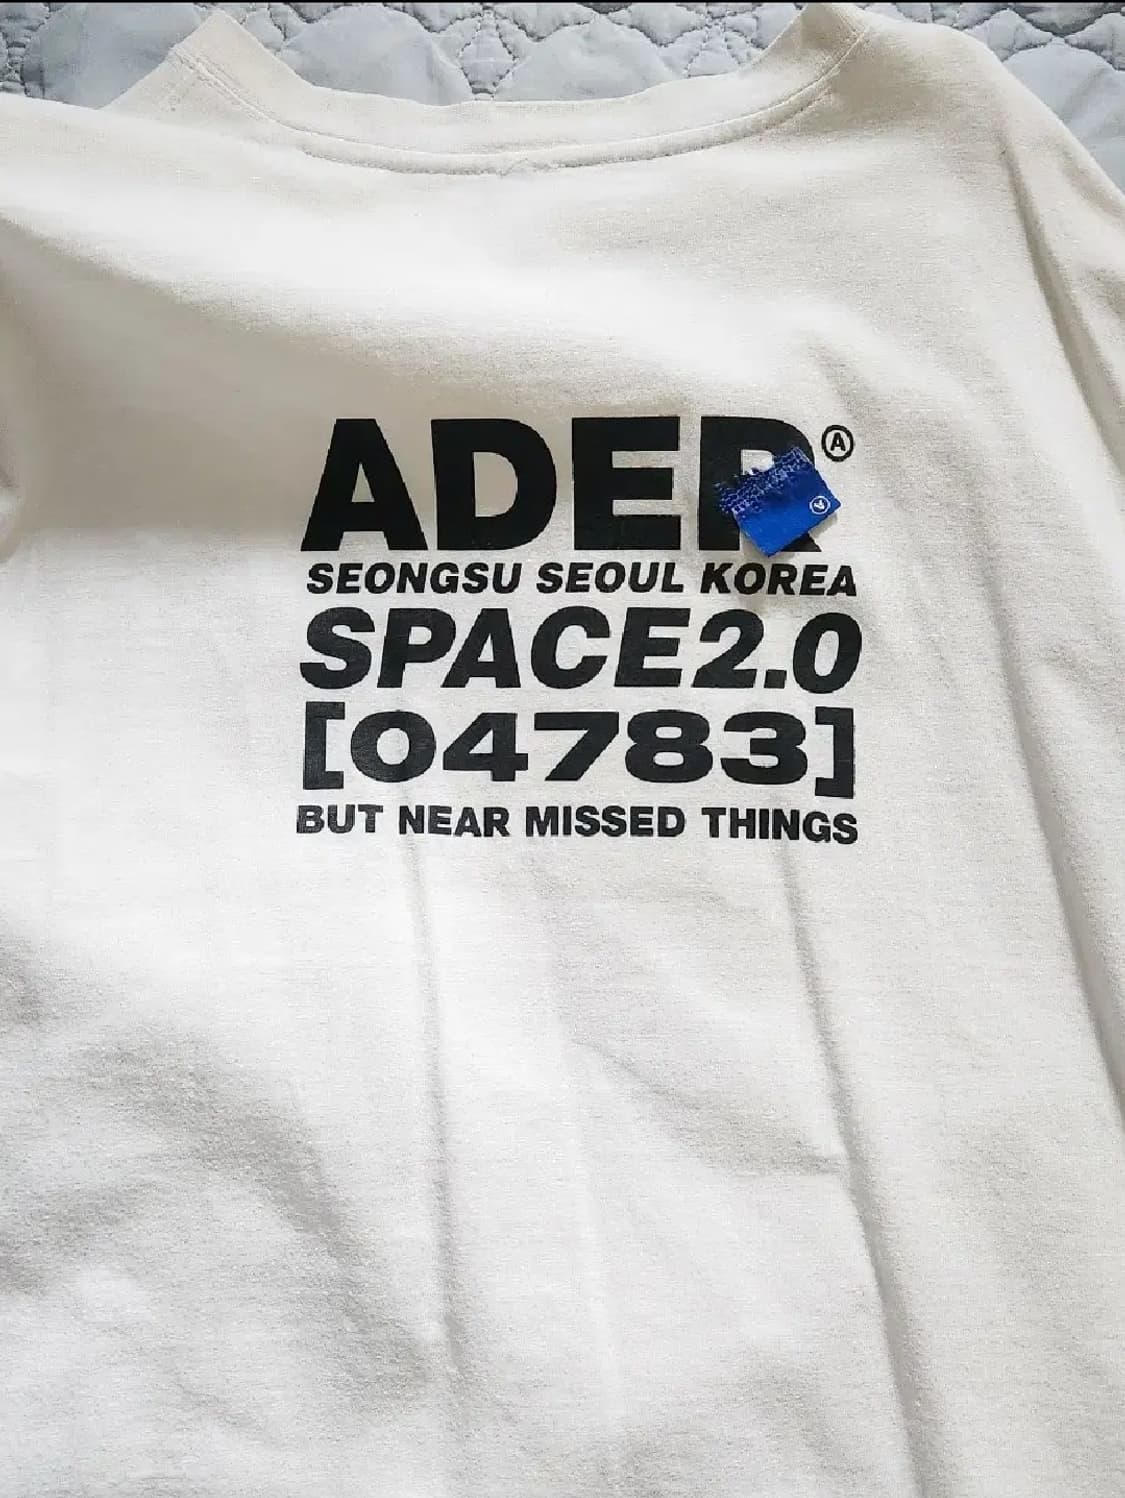 ADER Ⓐ
SEONGSU SEOUL KOREA
SPACE2.0
[04783]
BUT NEAR MISSED THINGS